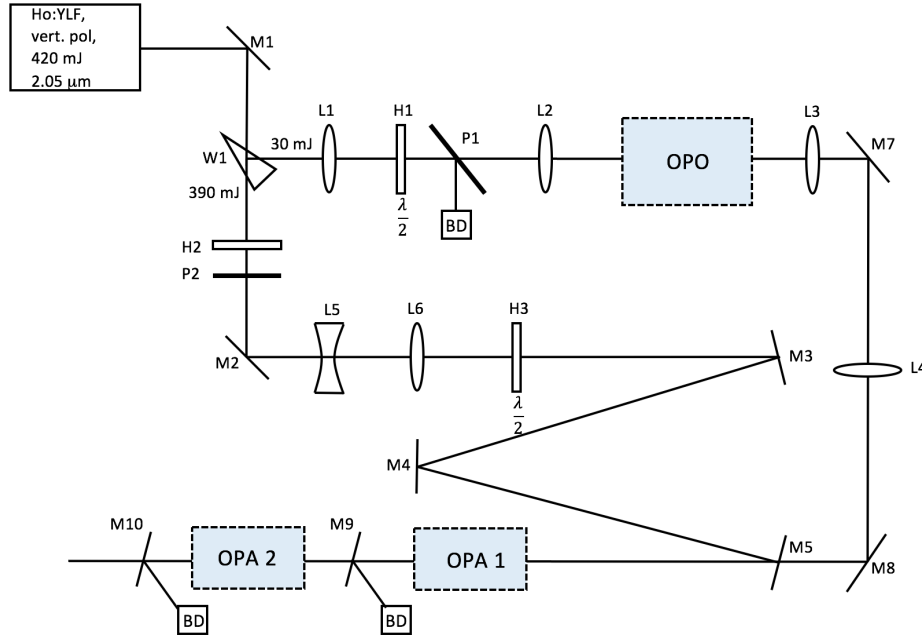 Ho:YLF,
vert. pol,
420 mJ
2.05 μm
M1
L1
H1
P1
L2
L3
M7
W1
30 mJ
OPO
390 mJ
λ/2
BD
H2
P2
L5
L6
H3
M2
M3
L4
λ/2
M4
M10
M9
M5
OPA 2
OPA 1
M8
BD
BD